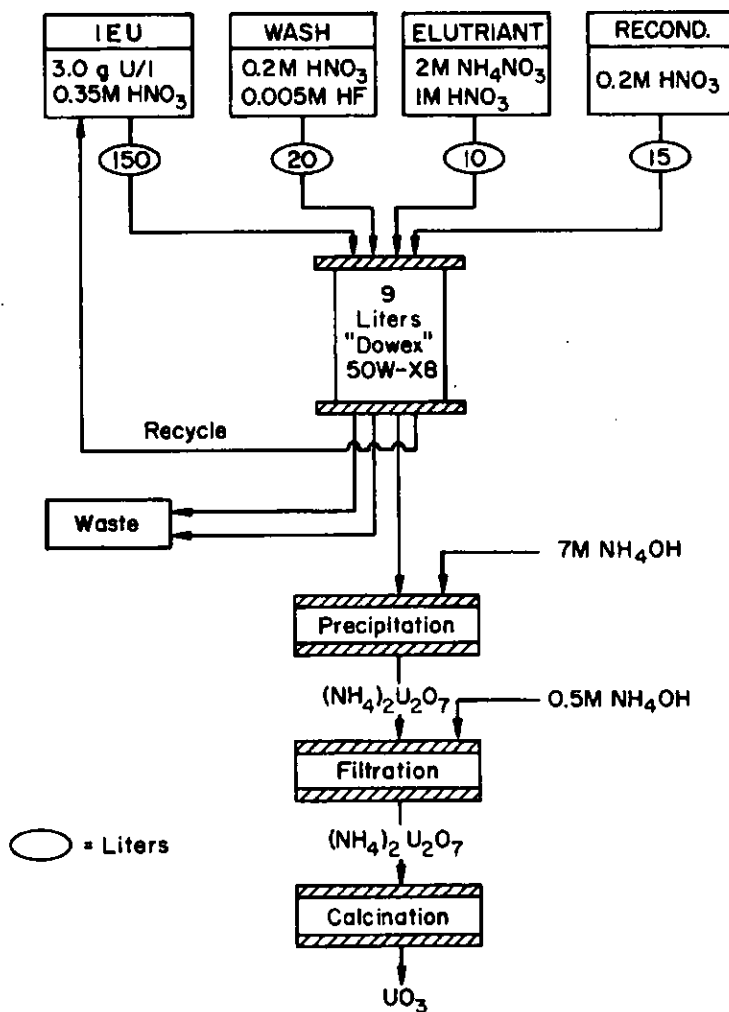 IEU
3.0 g U/l
0.35M HNO3
WASH
0.2M HNO3
0.005M HF
ELUTRIANT
2M NH4NO3
1M HNO3
RECOND.
0.2M HNO3
150
20
10
15
9
Liters
"Dowex"
50W-X8
Recycle
Waste
7M NH4OH
Precipitation
(NH4)2U2O7
0.5M NH4OH
Filtration
(NH4)2 U2O7
= Liters
Calcination
UO3